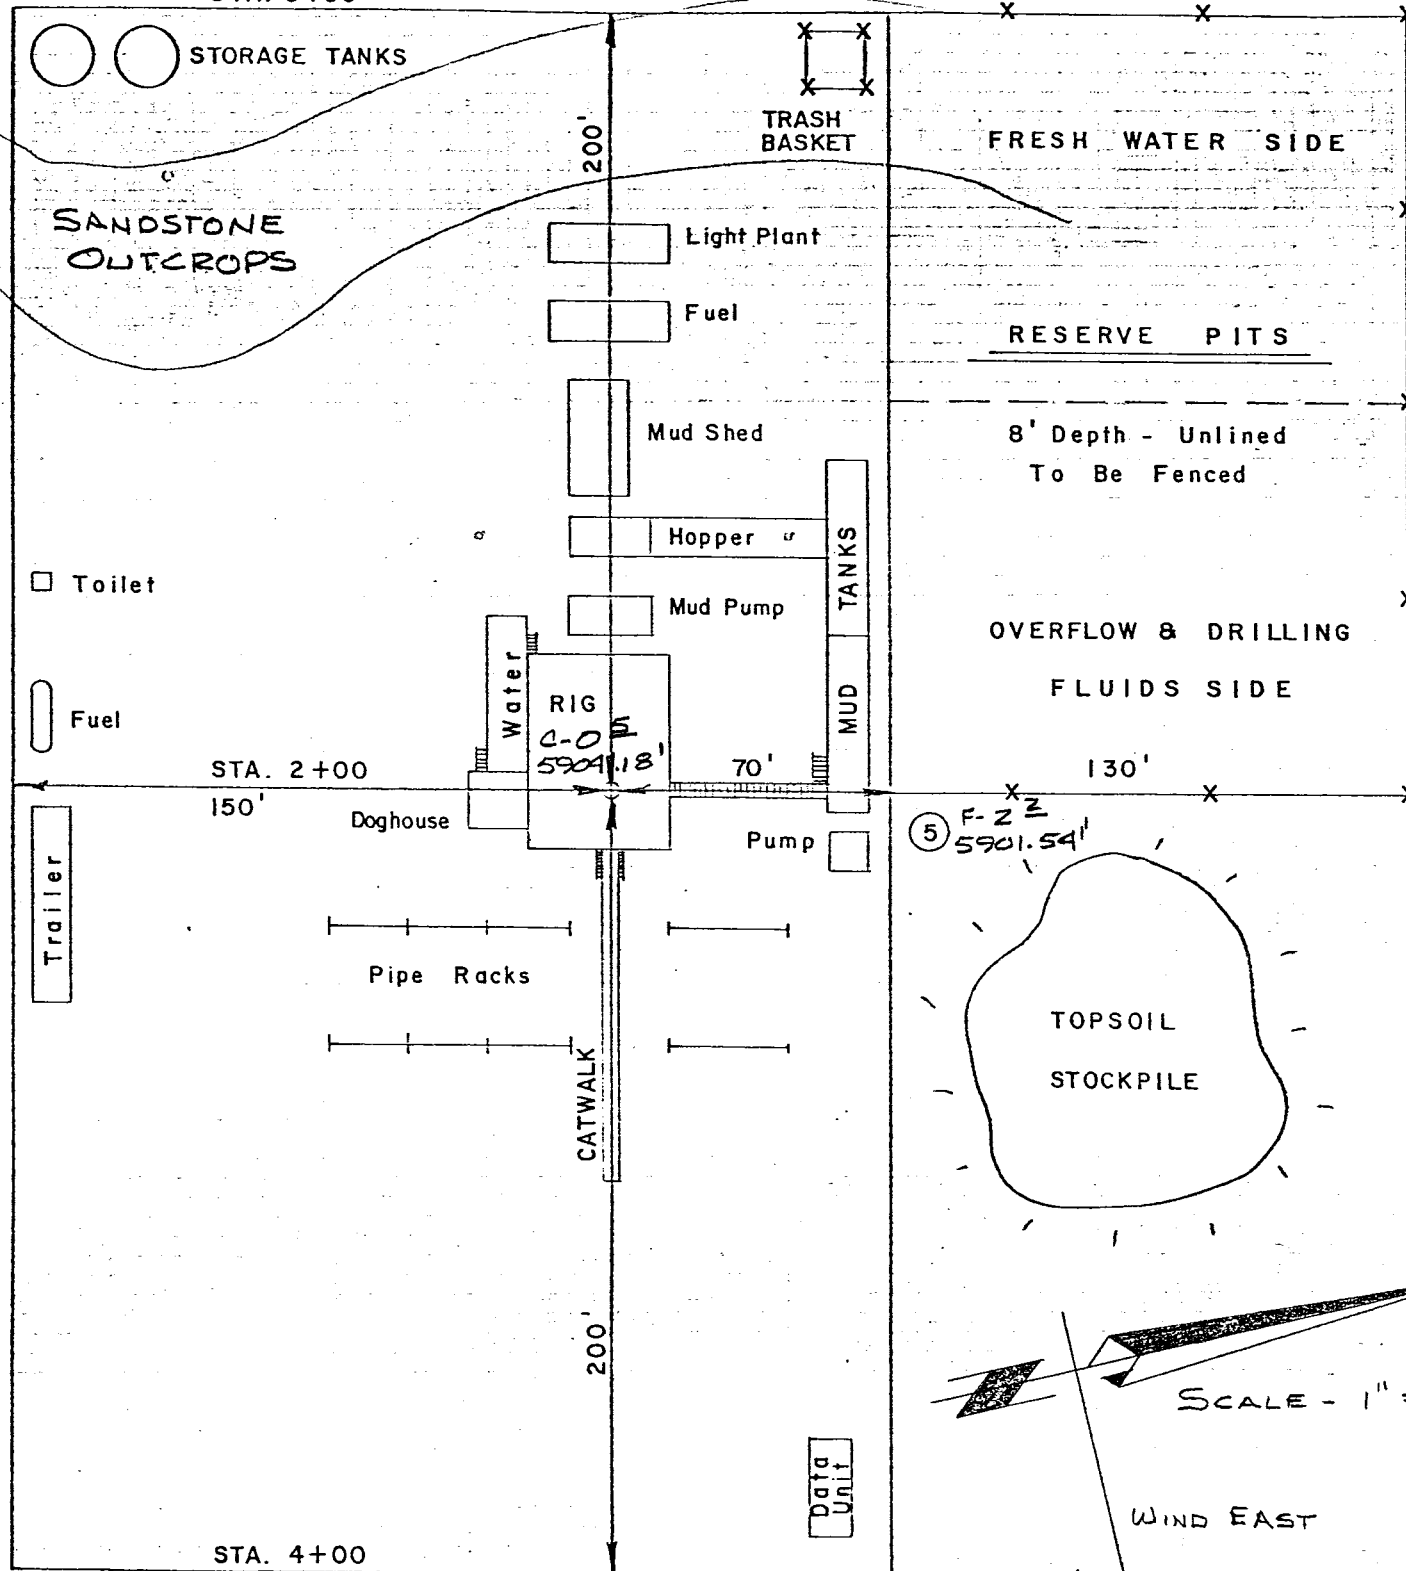 STORAGE TANKS
TRASH
BASKET
200'
FRESH WATER SIDE
SANDSTONE
OUTCROPS
Light Plant
Fuel
RESERVE PITS
Mud Shed
8' Depth - Unlined
To Be Fenced
Hopper
MUD TANKS
Toilet
Mud Pump
OVERFLOW & DRILLING
FLUIDS SIDE
Water
RIG
Fuel
5904.18'
STA. 2+00
70'
130'
150'
Doghouse
Pump
5
F-2
5901.54'
Trailer
Pipe Racks
TOPSOIL
STOCKPILE
CATWALK
200'
SCALE - 1"
Data
Unit
WIND EAST
STA. 4+00